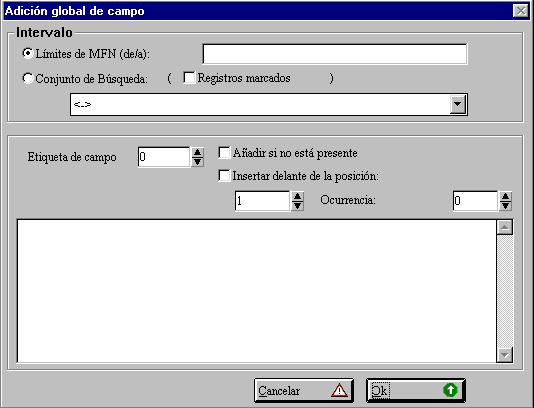 Adición global de campo
Intervalo
Límites de MFN (de/a):
Conjunto de Búsqueda: ( Registros marcados )
<->
Etiqueta de campo 0 Añadir si no está presente
Insertar delante de la posición:
1 Ocurrencia: 0
Cancelar Ok